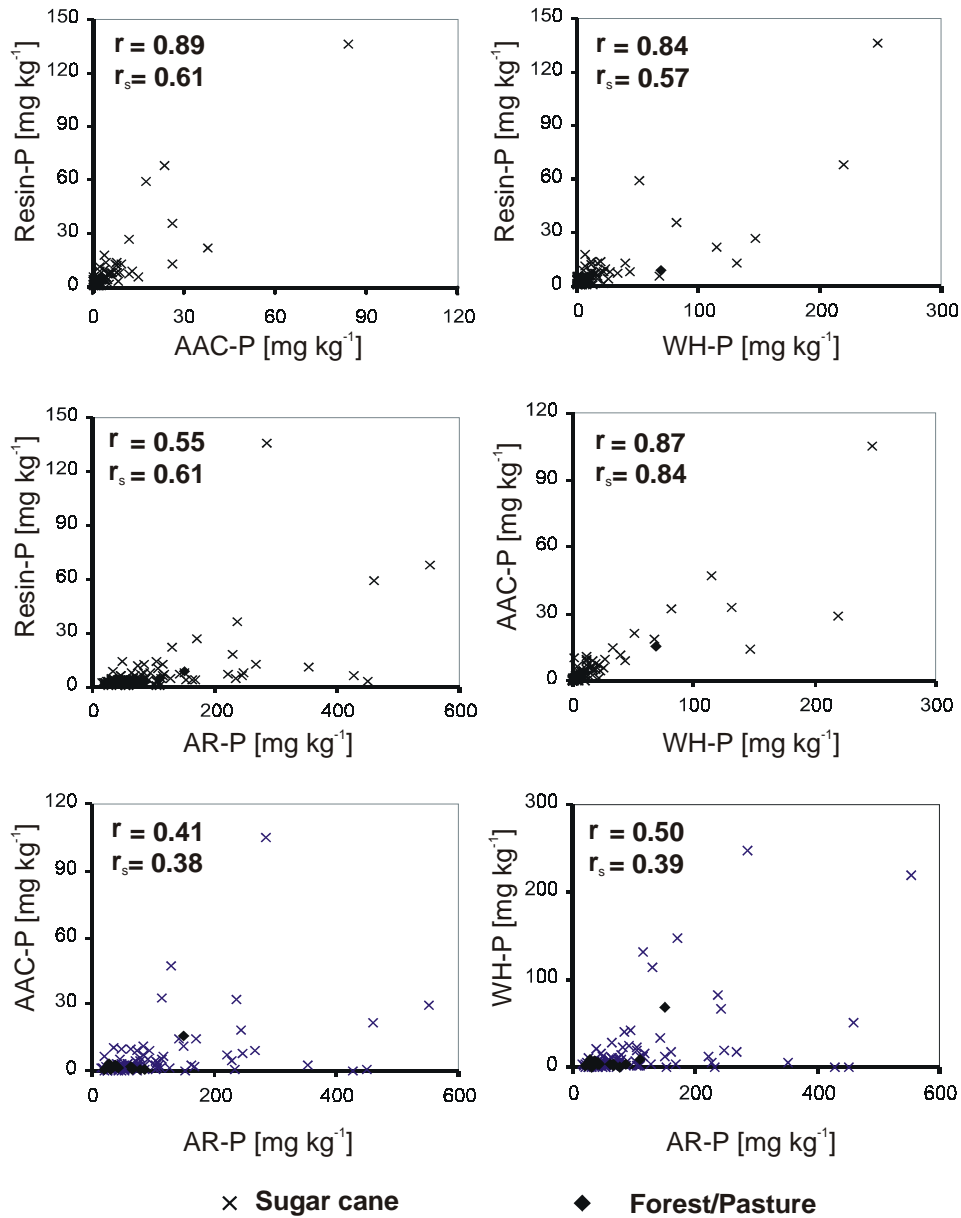 r = 0.89
rs= 0.61
Resin-P [mg kg-1]
150
120
90
60
30
0
0 30 60 90 120
AAC-P [mg kg-1]
r = 0.84
rs = 0.57
Resin-P [mg kg-1]
150
120
90
60
30
0
0 100 200 300
WH-P [mg kg-1]
r = 0.55
rs = 0.61
Resin-P [mg kg-1]
150
120
90
60
30
0
0 200 400 600
AR-P [mg kg-1]
r = 0.87
rs = 0.84
AAC-P [mg kg-1]
120
90
60
30
0
0 100 200 300
WH-P [mg kg-1]
r = 0.41
rs= 0.38
AAC-P [mg kg-1]
120
90
60
30
0
0 200 400 600
AR-P [mg kg-1]
r = 0.50
rs = 0.39
WH-P [mg kg-1]
300
200
100
0
0 200 400 600
AR-P [mg kg-1]
Sugar cane
Forest/Pasture